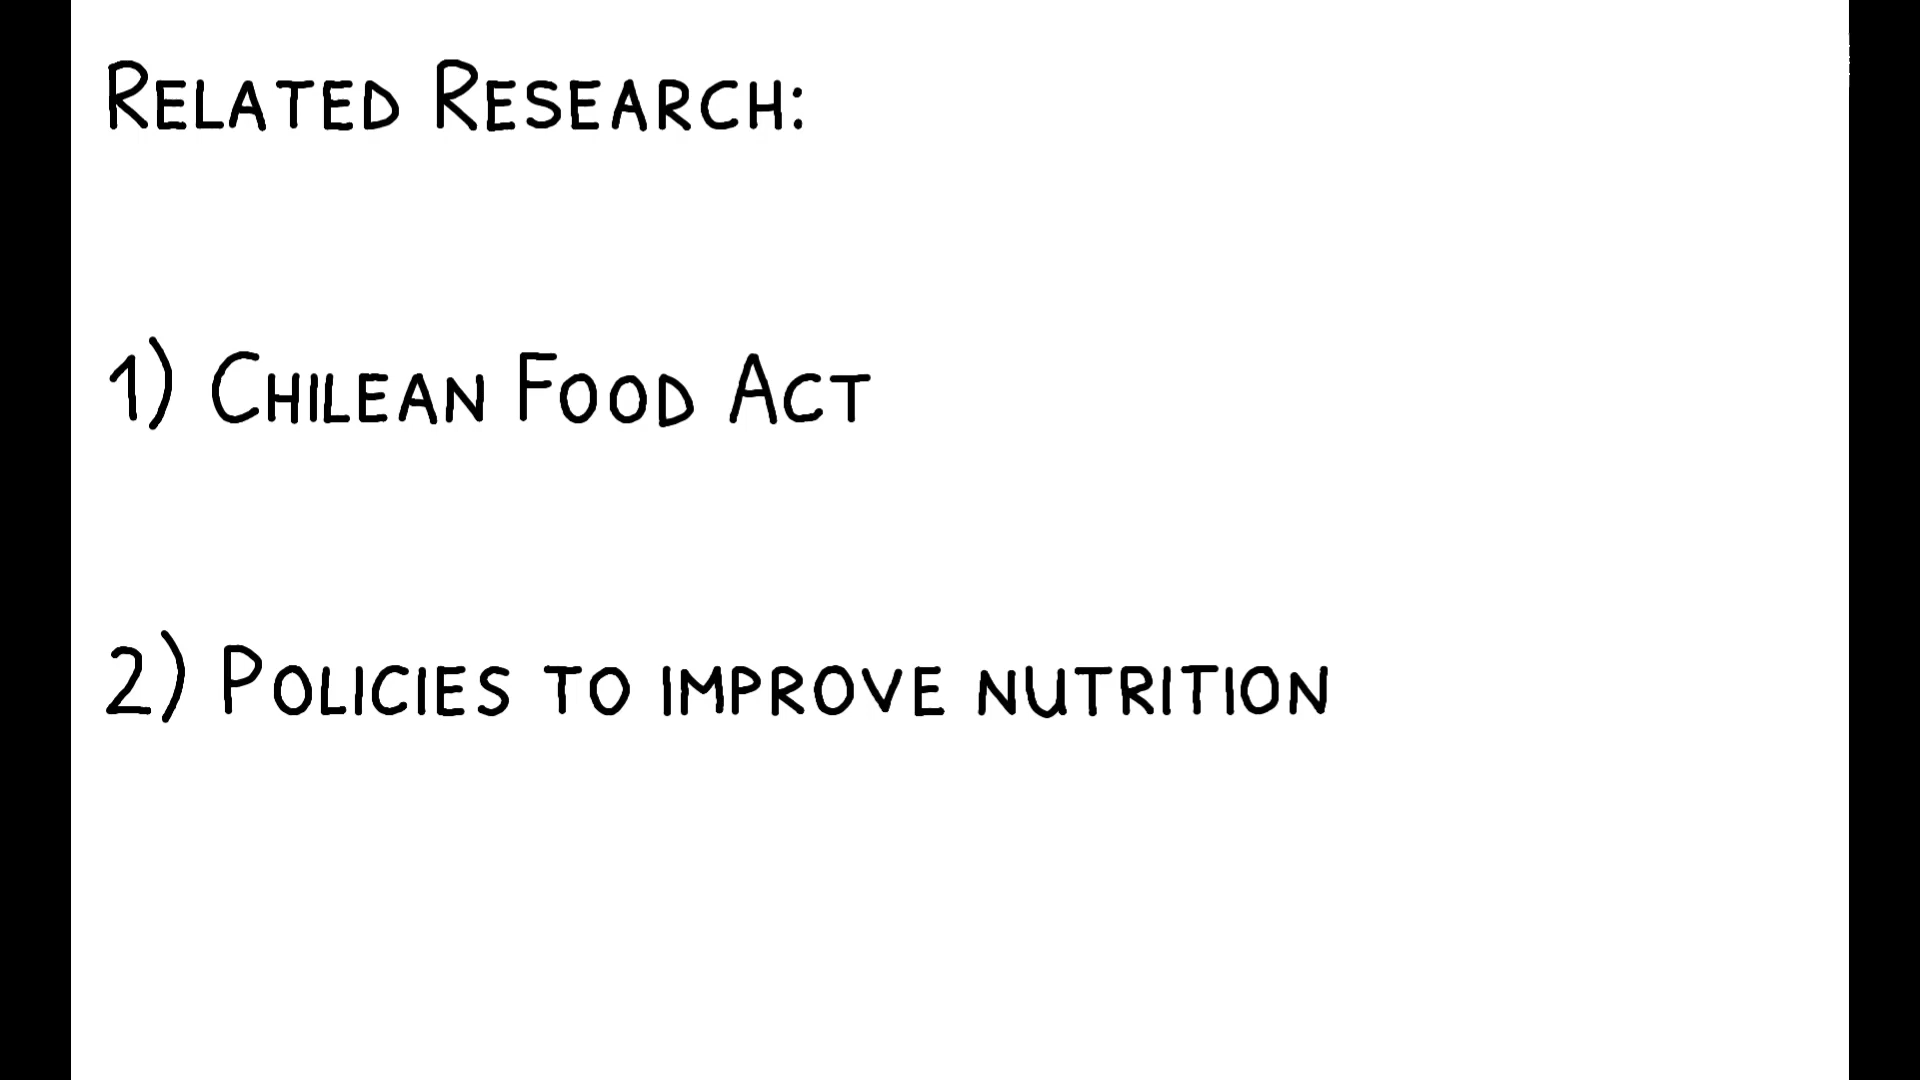 Related Research:
1) Chilean Food Act
2) Policies to improve nutrition